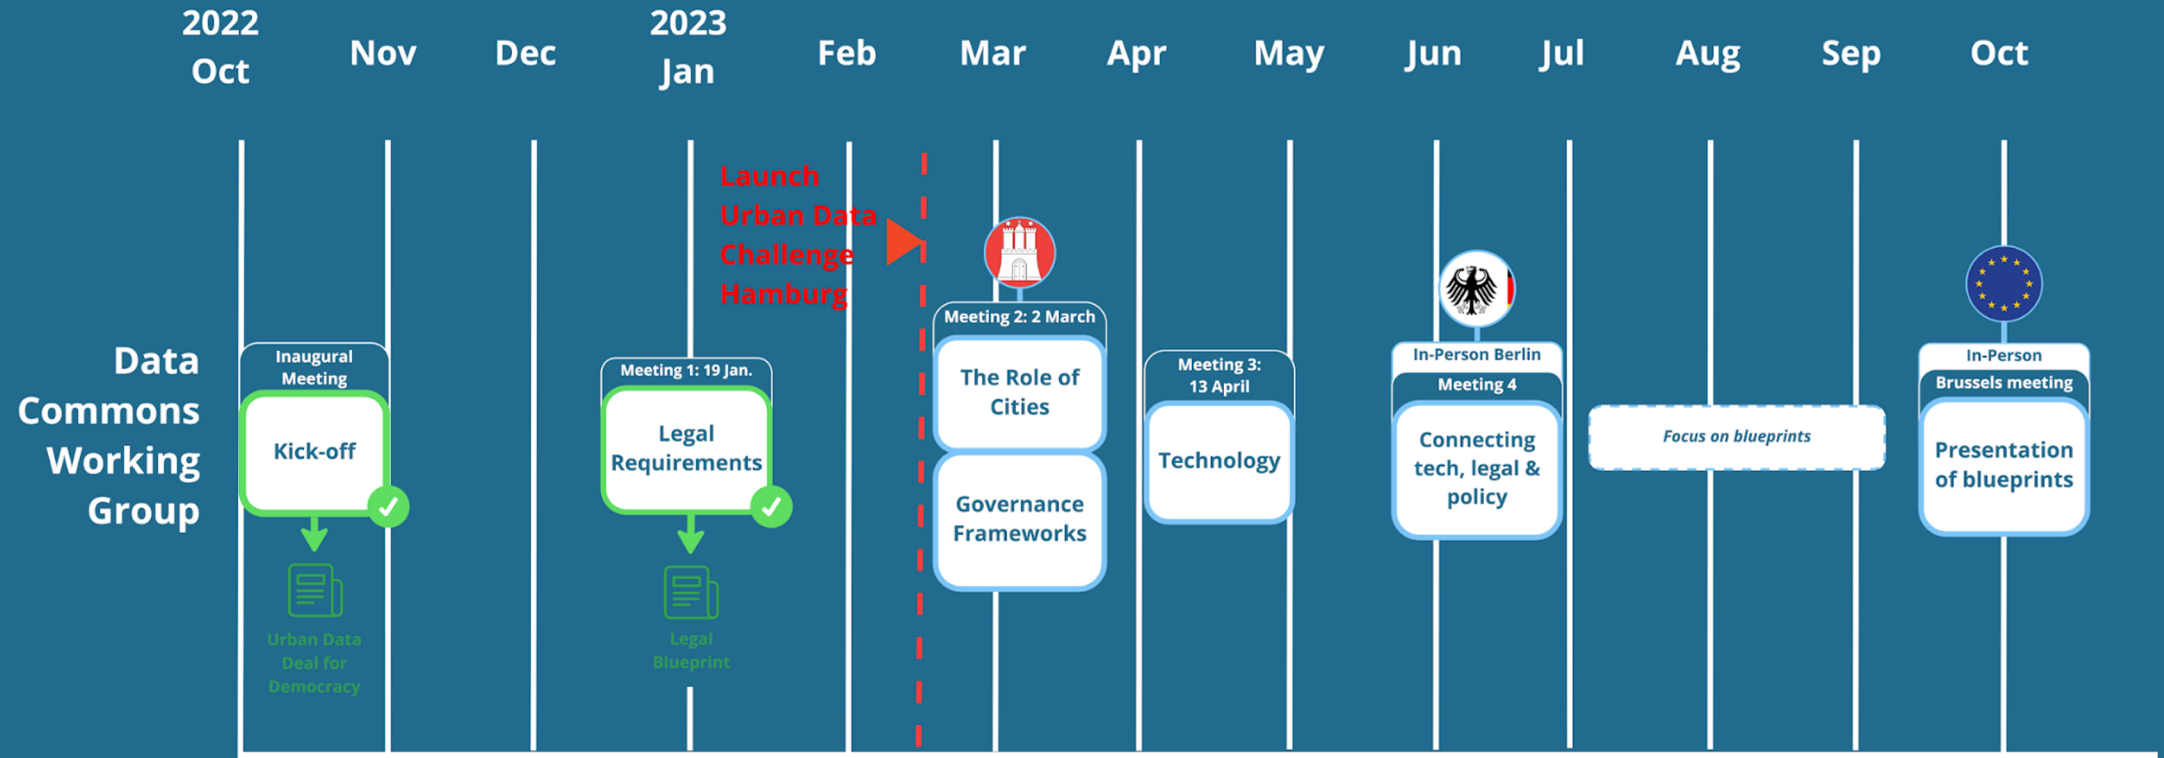 2022
Oct
Nov
Dec
2023
Jan
Feb
Mar
Apr
May
Jun
Jul
Aug
Sep
Oct
Launch
Urban Data
Challenge
Hamburg
Data
Commons
Working
Group
Inaugural
Meeting
Kick-off
Urban Data
Deal for
Democracy
Meeting 1: 19 Jan.
Legal
Requirements
Legal
Blueprint
Meeting 2: 2 March
The Role of
Cities
Governance
Frameworks
Meeting 3:
13 April
Technology
In-Person Berlin
Meeting 4
Connecting
tech, legal &
policy
Focus on blueprints
In-Person
Brussels meeting
Presentation
of blueprints